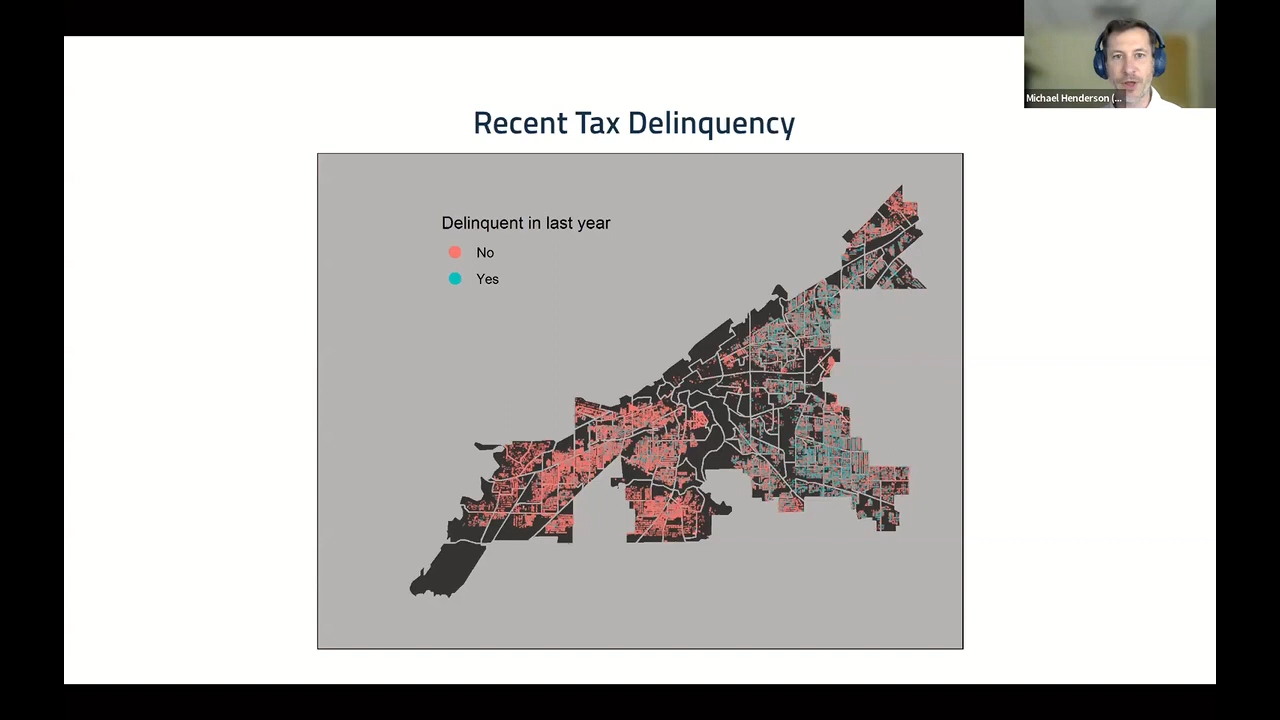 Michael Henderson (...
Recent Tax Delinquency
Delinquent in last year
No
Yes